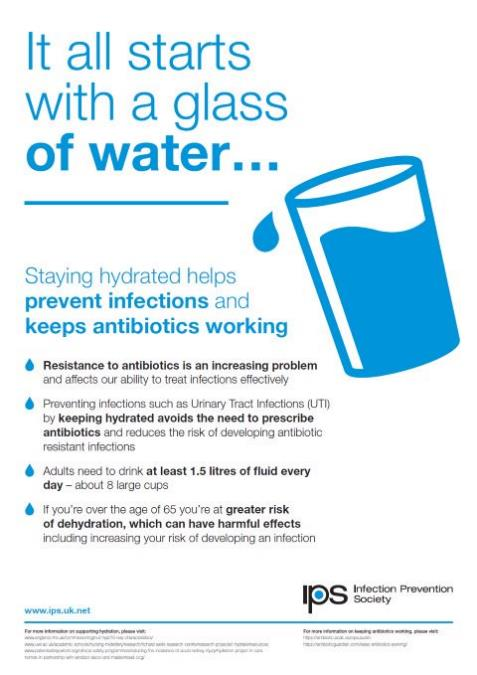 It all starts
with a glass
of water...
Staying hydrated helps
prevent infections and
keeps antibiotics working
Resistance to antibiotics is an increasing problem
and affects our ability to treat infections effectively
Preventing infections such as Urinary Tract Infections (UTI)
by keeping hydrated avoids the need to prescribe
antibiotics and reduces the risk of developing antibiotic
resistant infections
Adults need to drink at least 1.5 litres of fluid every
day – about 8 large cups
If you're over the age of 65 you're at greater risk
of dehydration, which can have harmful effects
including increasing your risk of developing an infection
ips Infection Prevention
Society
www.ips.uk.net
For more information on supporting hydration, please visit:
For more information on keeping antibiotics working, please visit: